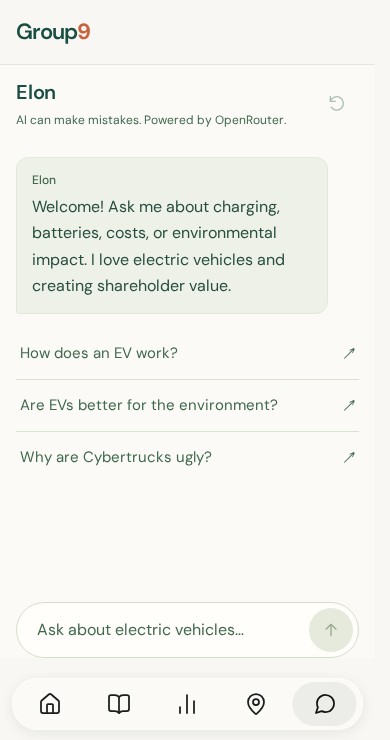 Group9
Elon
AI can make mistakes. Powered by OpenRouter.
Elon
Welcome! Ask me about charging,
batteries, costs, or environmental
impact. I love electric vehicles and
creating shareholder value.
How does an EV work?
Are EVs better for the environment?
Why are Cybertrucks ugly?
Ask about electric vehicles...